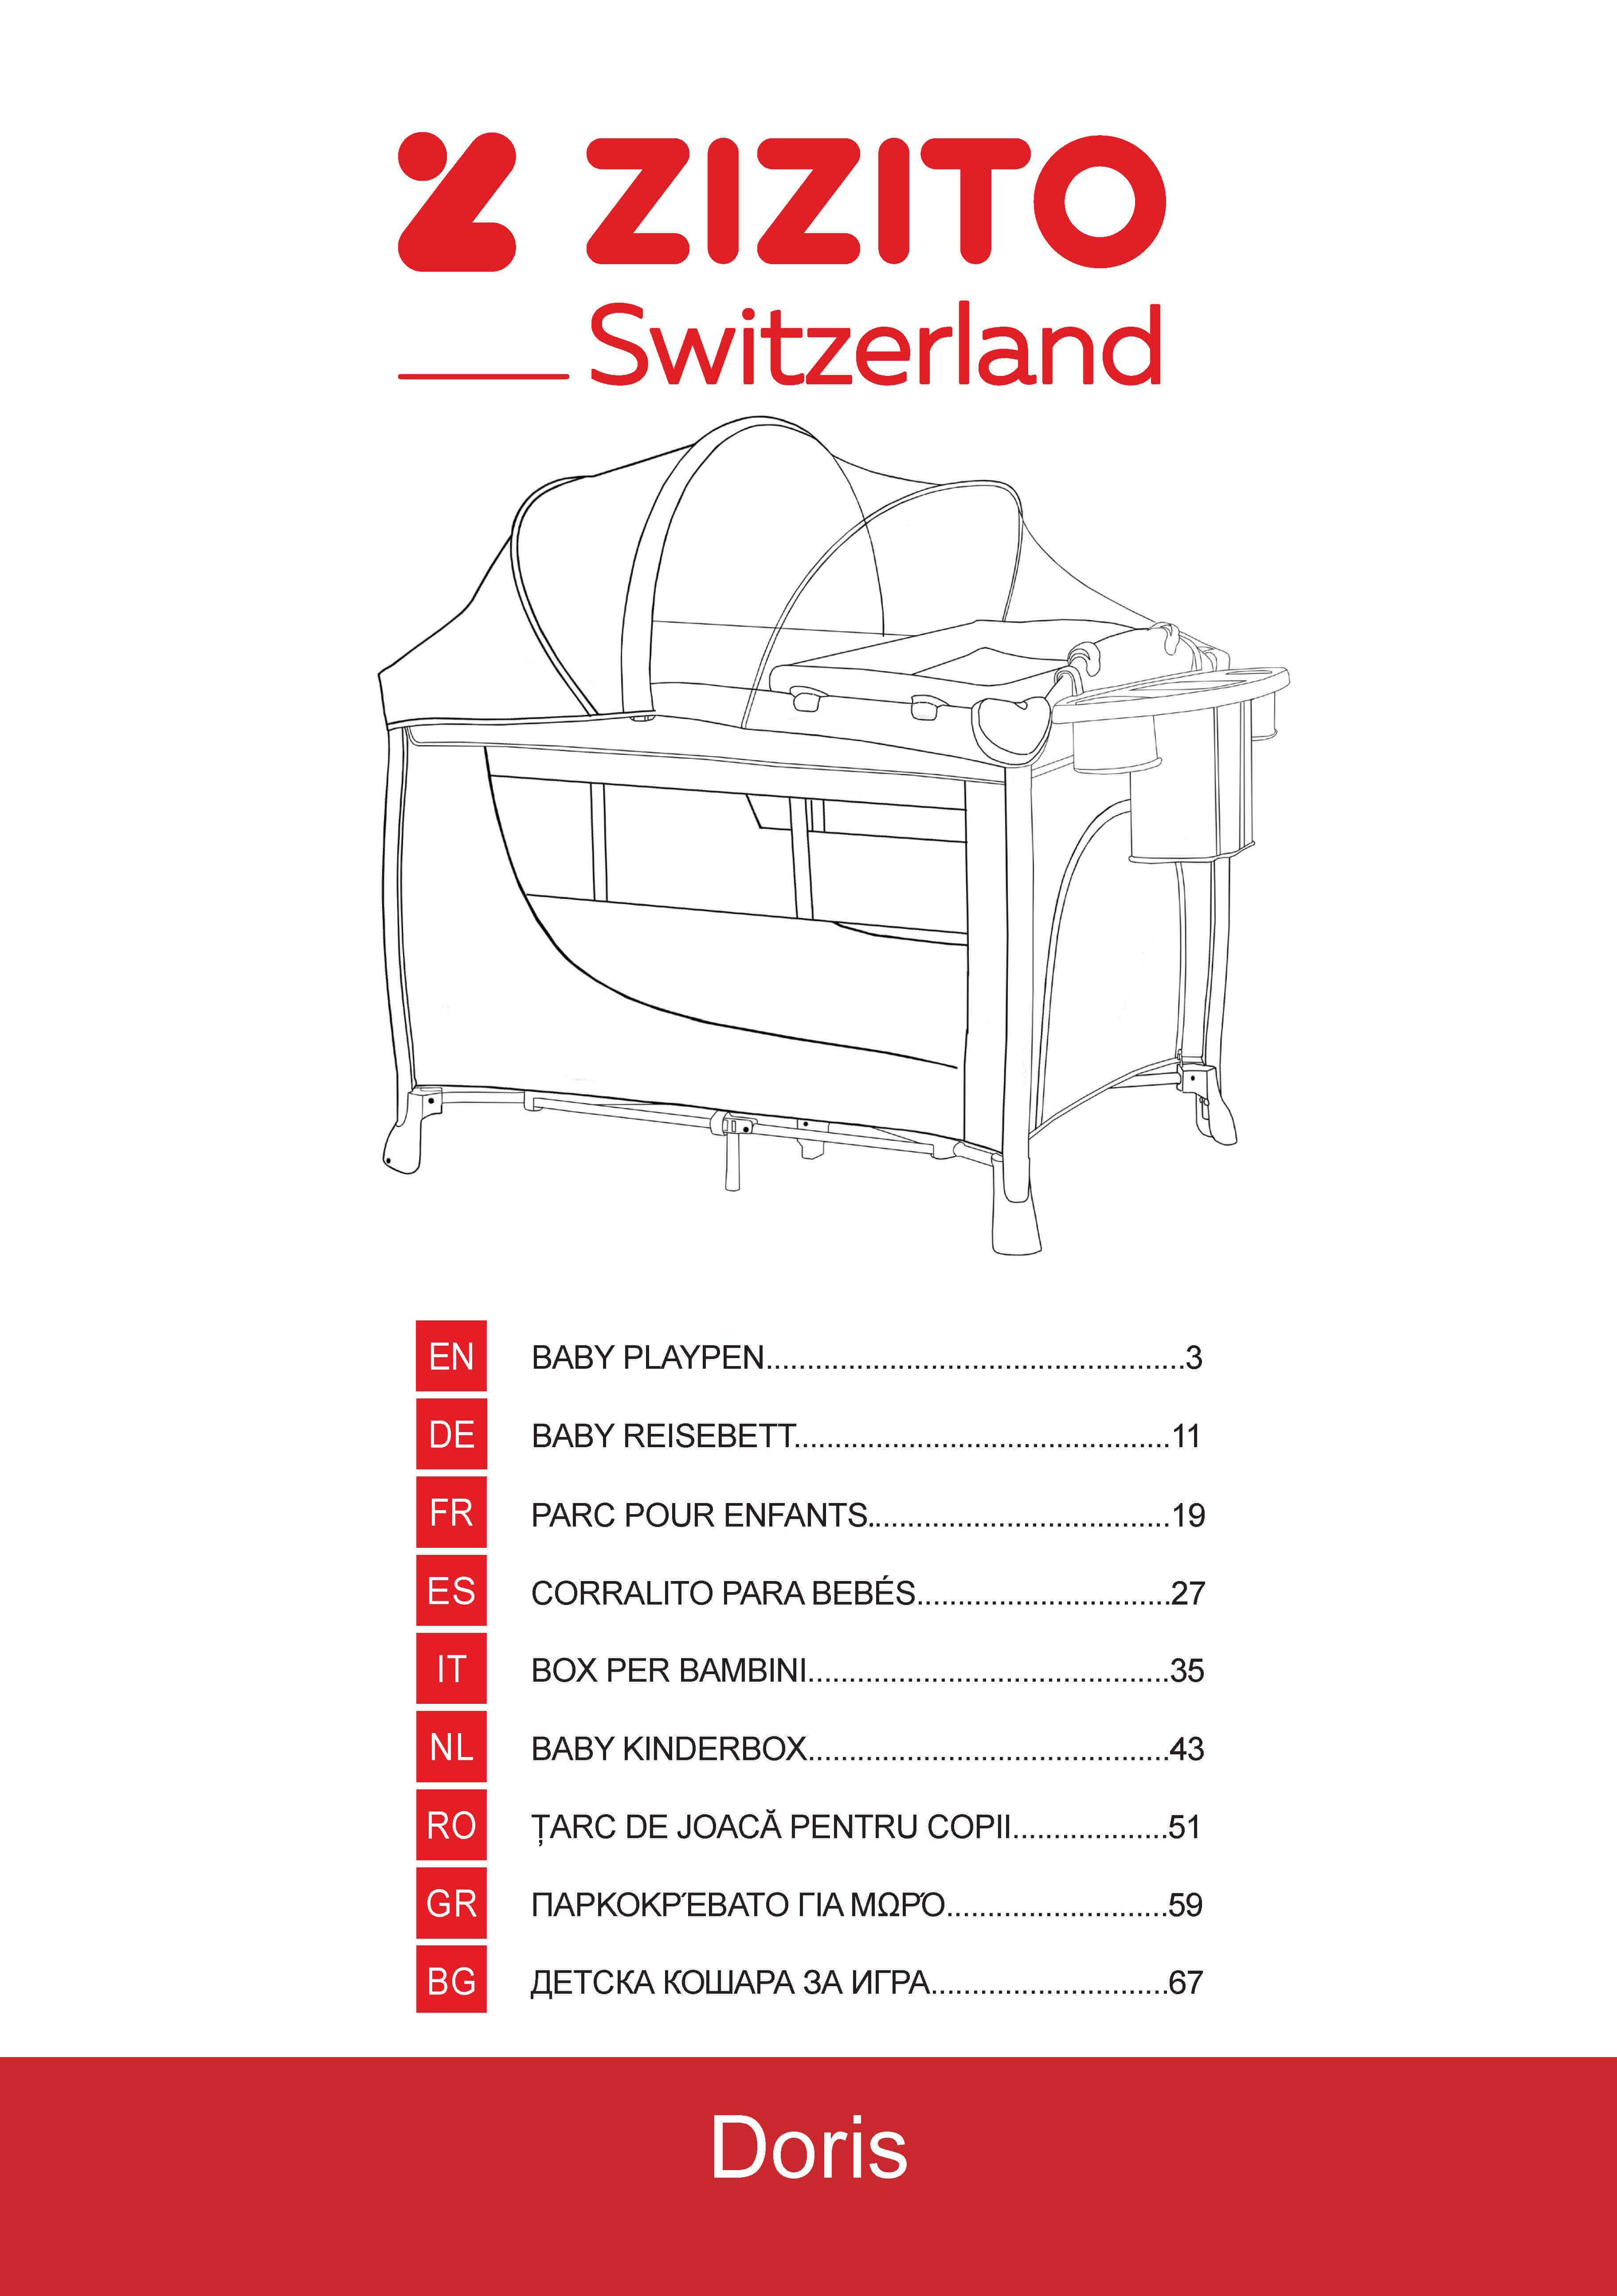 ZIZITO
Switzerland
EN BABY PLAYPEN..................................................3
DE BABY REISEBETT.............................................11
FR PARC POUR ENFANTS....................................19
ES CORRALITO PARA BEBÉS...............................27
IT BOX PER BAMBINI............................................35
NL BABY KINDERBOX............................................43
RO ȚARC DE JOACĂ PENTRU COPII...................51
GR ΠΑΡΚΟΚΡΈΒΑΤΟ ΓΙΑ ΜΩΡΌ...........................59
BG ДЕТСКА КОШАРА ЗА ИГРА.............................67
Doris